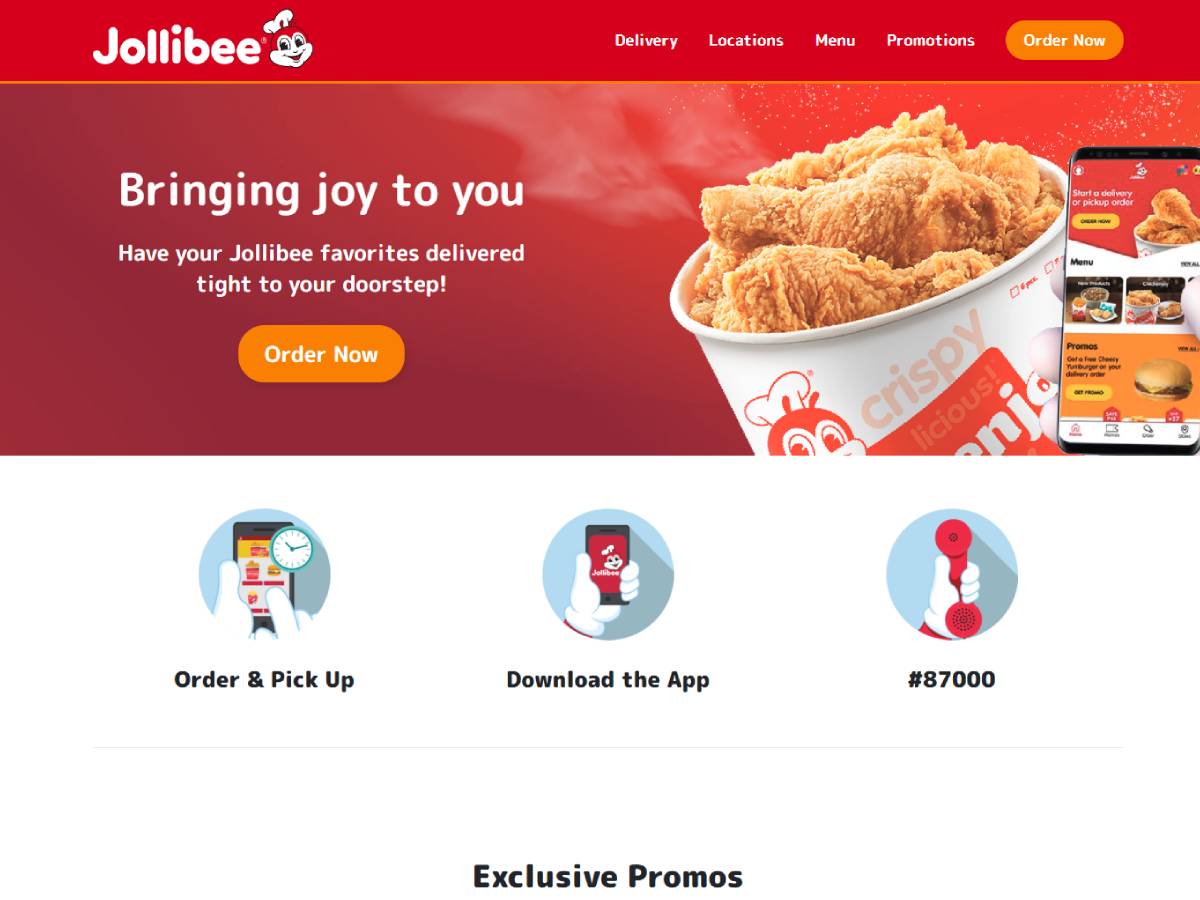 Jollibee
Delivery
Locations
Menu
Promotions
Order Now
Bringing joy to you
Have your Jollibee favorites delivered
tight to your doorstep!
Order Now
6 pcs.
crispy
licious!
enjo
Start a delivery
or pickup order
ORDER NOW
Menu
VIEW ALL
New Products
Chickenjoy
Promos
VIEW ALL
Get a Free Cheesy
Yumburger on your
delivery order
GET PROMO
Jollibee
Order & Pick Up
Download the App
#87000
Exclusive Promos